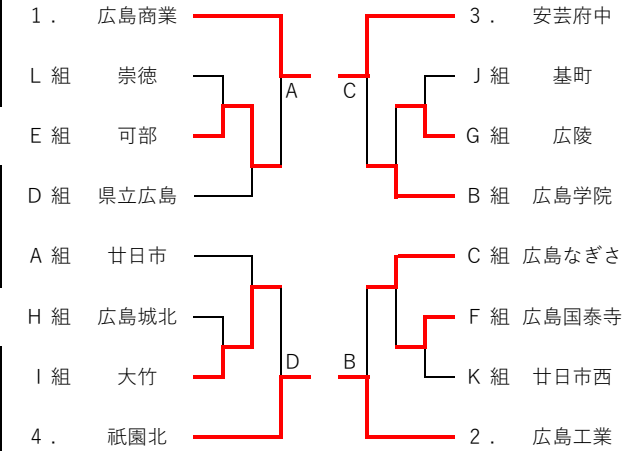 1． 広島商業
L 組 崇徳
E 組 可部
D 組 県立広島
A 組 廿日市
H 組 広島城北
I 組 大竹
4． 祇園北
A
C
D
B
3． 安芸府中
J 組 基町
G 組 広陵
B 組 広島学院
C 組 広島なぎさ
F 組 広島国泰寺
K 組 廿日市西
2． 広島工業